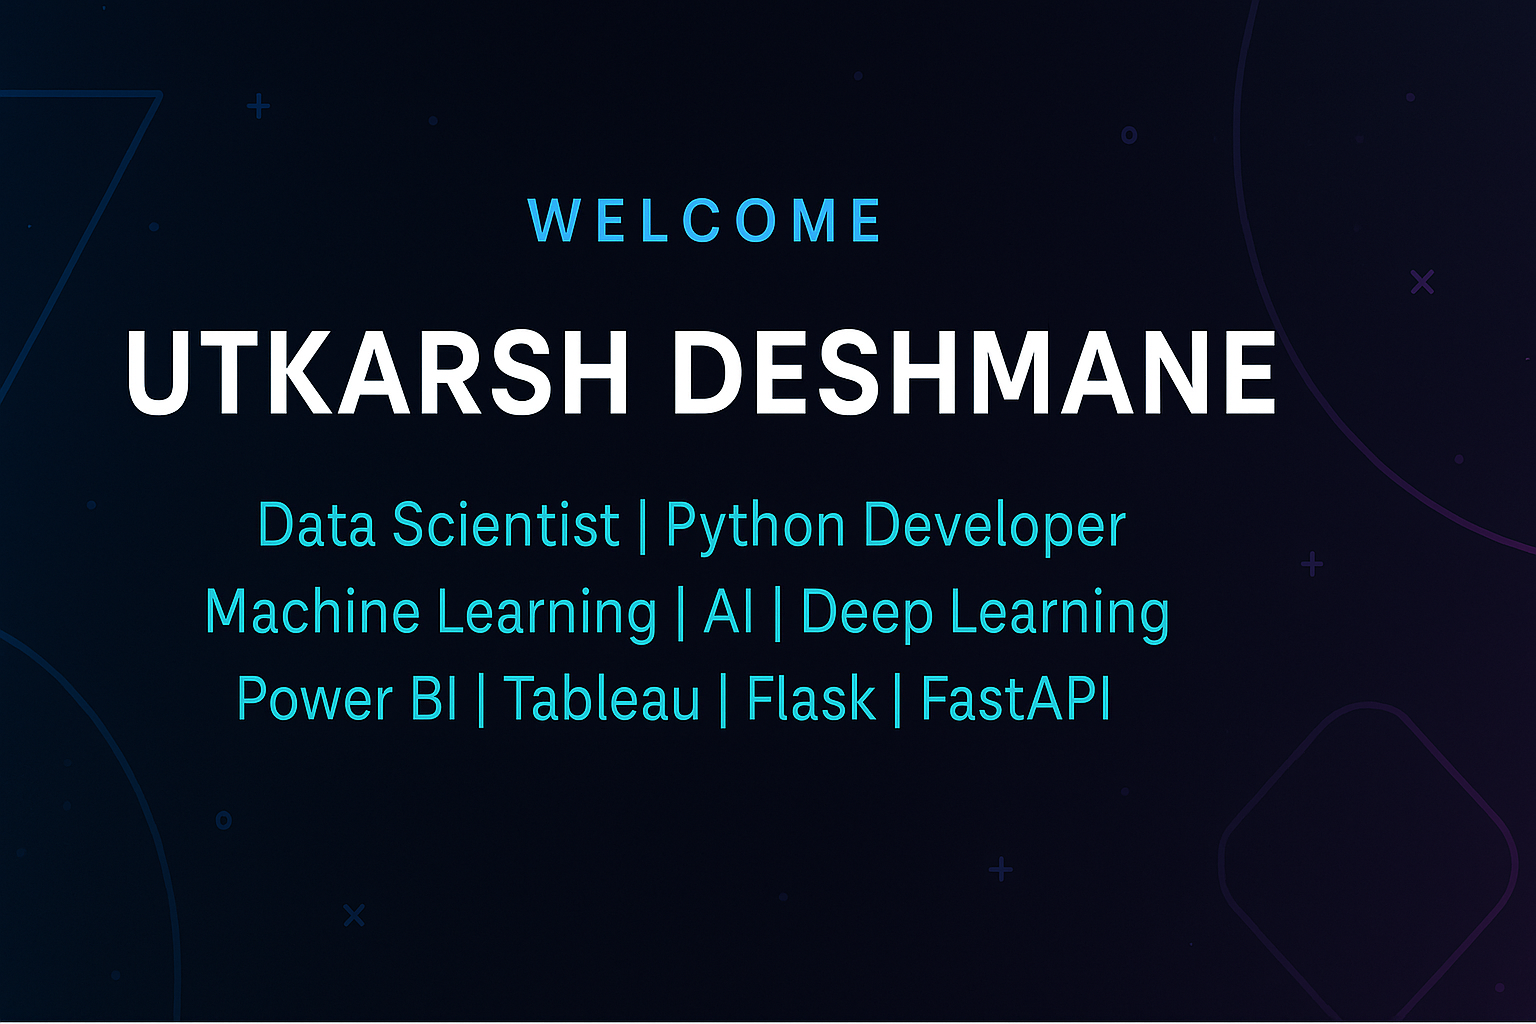 WELCOME
UTKARSH DESHMANE
Data Scientist | Python Developer
Machine Learning | AI | Deep Learning
Power BI | Tableau | Flask | FastAPI